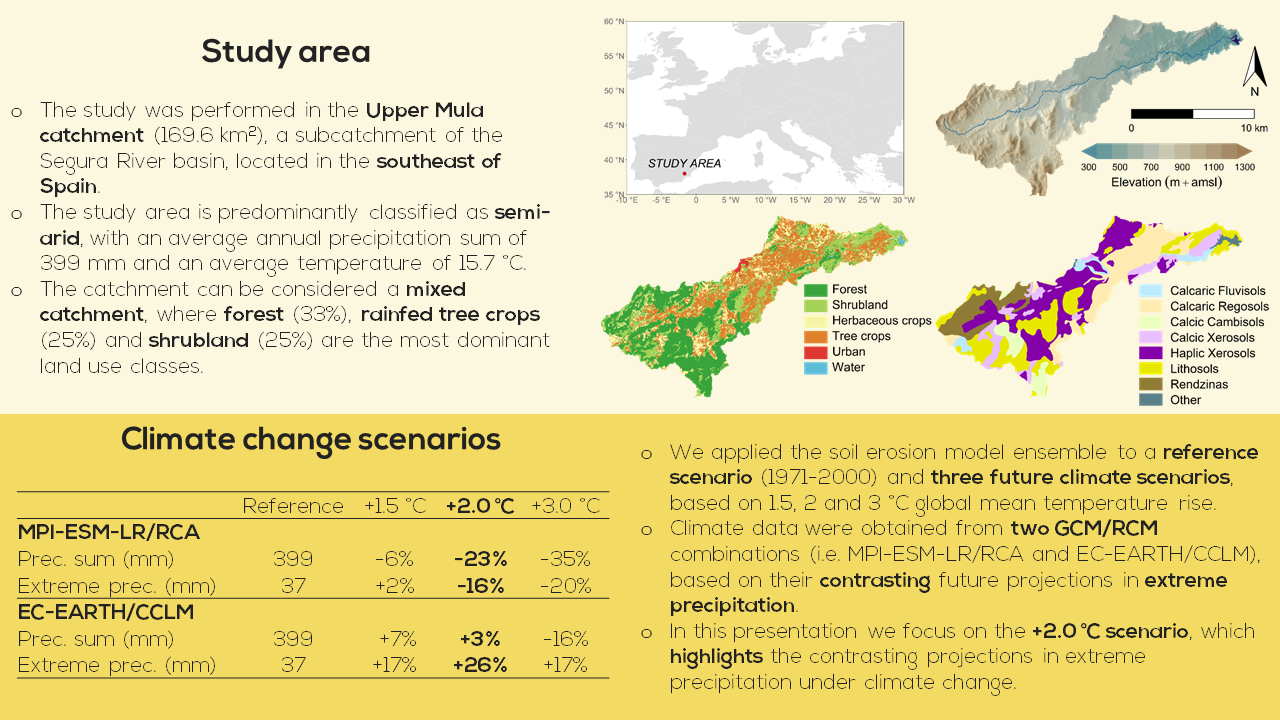 Study area
o The study was performed in the Upper Mula
catchment (169.6 km²), a subcatchment of the
Segura River basin, located in the southeast of
Spain.
o The study area is predominantly classified as semi-
arid, with an average annual precipitation sum of
399 mm and an average temperature of 15.7 °C.
o The catchment can be considered a mixed
catchment, where forest (33%), rainfed tree crops
(25%) and shrubland (25%) are the most dominant
land use classes.
60 °N
55 °N
50 °N
45 °N
40 °N
35 °N
STUDY AREA
-10 °E -5 °E 0 5 °W 10 °W 15 °W 20 °W 25 °W 30 °W
N
0 10 km
300 500 700 900 1100 1300
Elevation (m+amsl)
Forest
Shrubland
Herbaceous crops
Tree crops
Urban
Water
Calcaric Fluvisols
Calcaric Regosols
Calcic Cambisols
Calcic Xerosols
Haplic Xerosols
Lithosols
Rendzinas
Other
Climate change scenarios
Reference +1.5 °C +2.0 °C +3.0 °C
MPI-ESM-LR/RCA
Prec. sum (mm) 399 -6% -23% -35%
Extreme prec. (mm) 37 +2% -16% -20%
EC-EARTH/CCLM
Prec. sum (mm) 399 +7% +3% -16%
Extreme prec. (mm) 37 +17% +26% +17%
o We applied the soil erosion model ensemble to a reference
scenario (1971-2000) and three future climate scenarios,
based on 1.5, 2 and 3 °C global mean temperature rise.
o Climate data were obtained from two GCM/RCM
combinations (i.e. MPI-ESM-LR/RCA and EC-EARTH/CCLM),
based on their contrasting future projections in extreme
precipitation.
o In this presentation we focus on the +2.0 °C scenario, which
highlights the contrasting projections in extreme
precipitation under climate change.